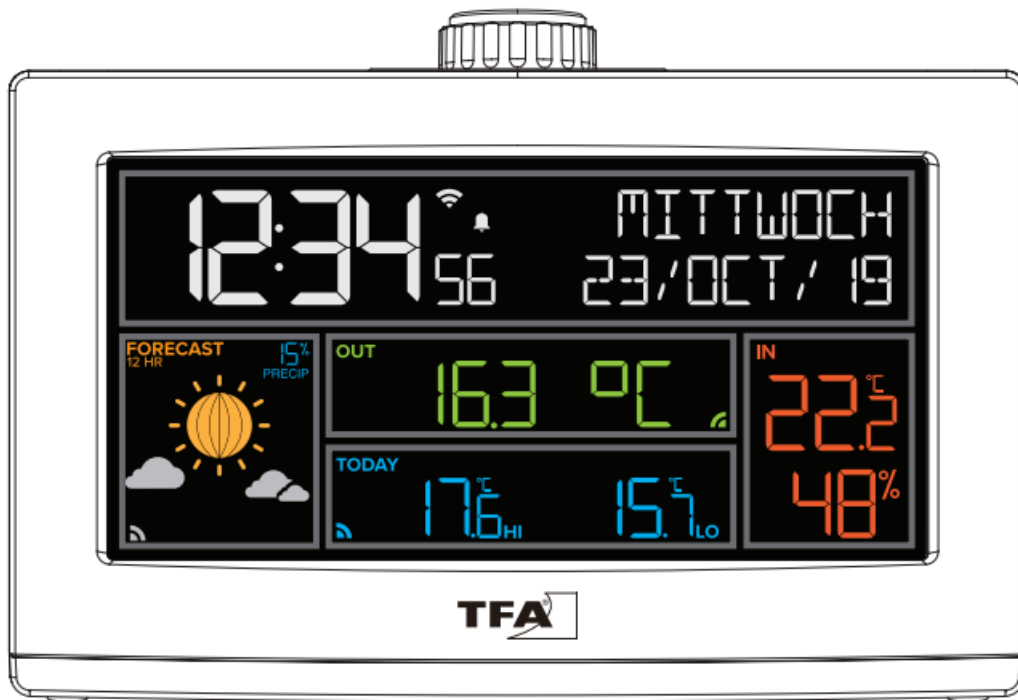 12:34 56
MITTWOCH
23/OCT/ 19
FORECAST
12 HR
15%
PRECIP
OUT
16.3 °C
IN
22.2 °C
48%
TODAY
17.6 °C HI
15.7 °C LO
TFA®